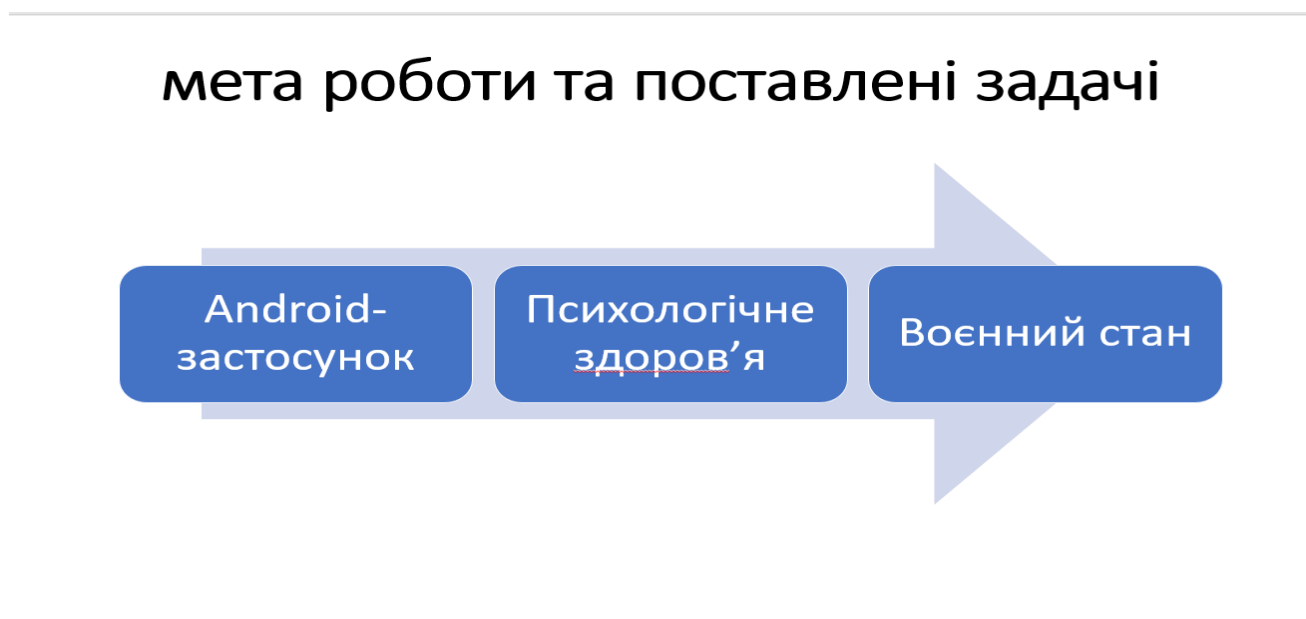 мета роботи та поставлені задачі
Android-
застосунок
Психологічне
здоров’я
Воєнний стан